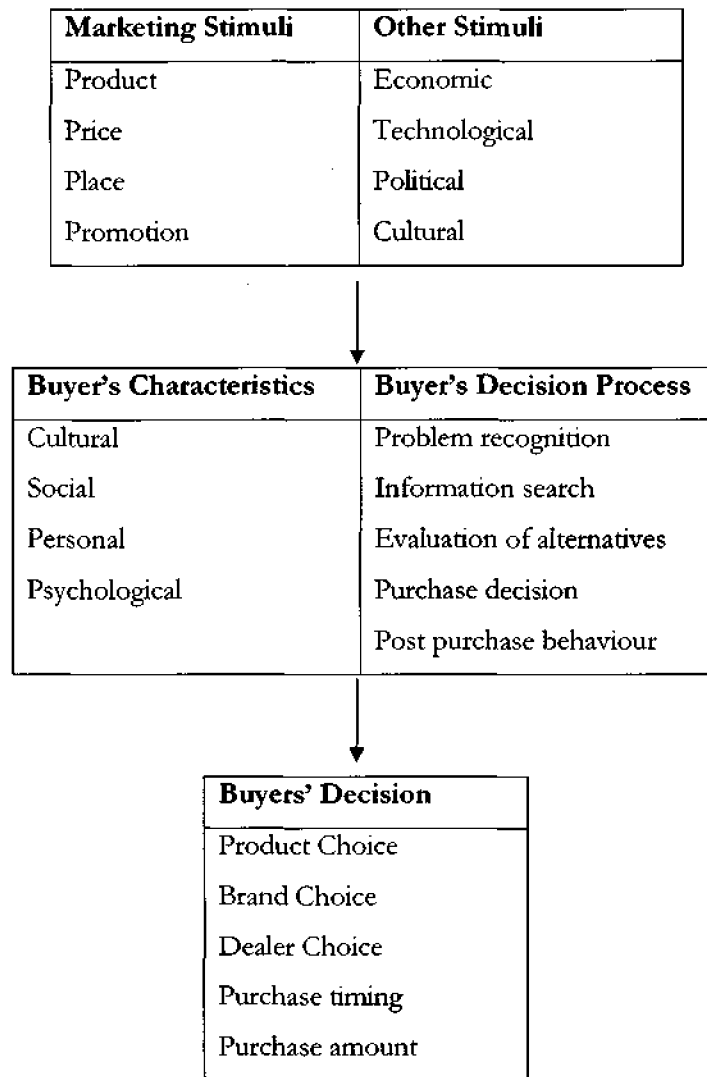 Marketing Stimuli Other Stimuli
Product Economic
Price Technological
Place Political
Promotion Cultural
Buyer's Characteristics Buyer's Decision Process
Cultural Problem recognition
Social Information search
Personal Evaluation of alternatives
Psychological Purchase decision
Post purchase behaviour
Buyers' Decision
Product Choice
Brand Choice
Dealer Choice
Purchase timing
Purchase amount